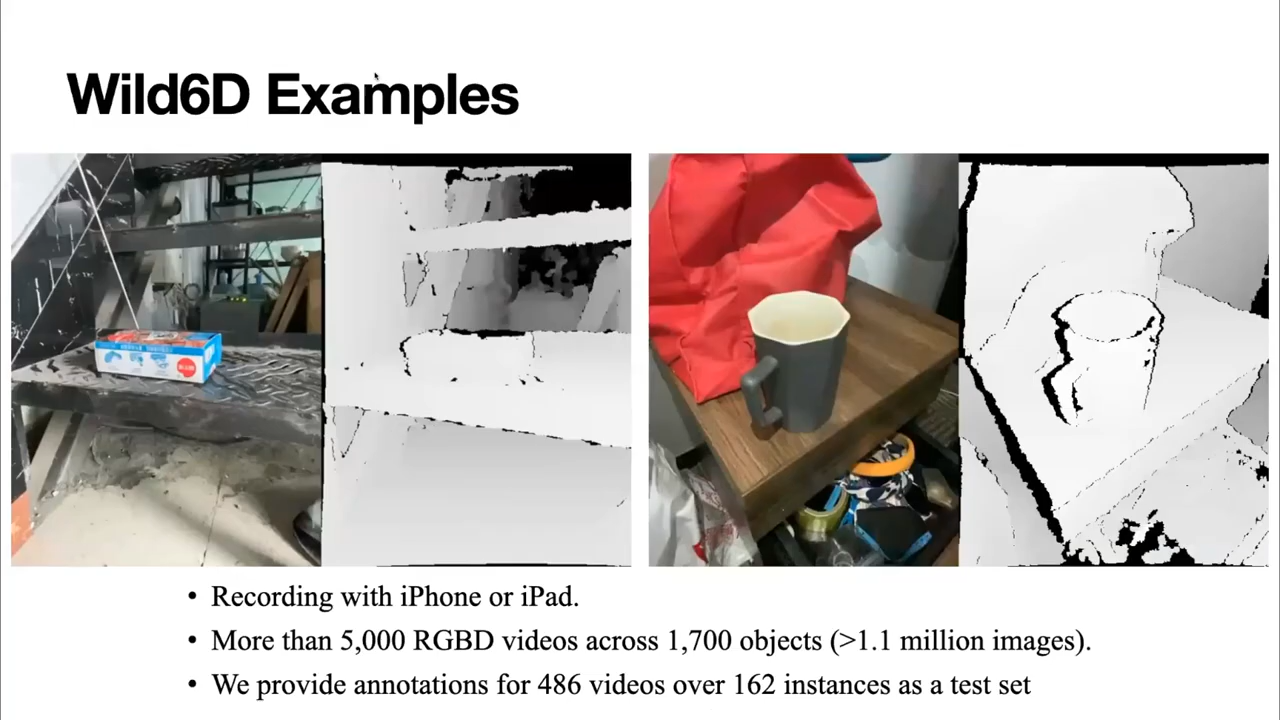 Wild6D Examples
• Recording with iPhone or iPad.
• More than 5,000 RGBD videos across 1,700 objects (>1.1 million images).
• We provide annotations for 486 videos over 162 instances as a test set